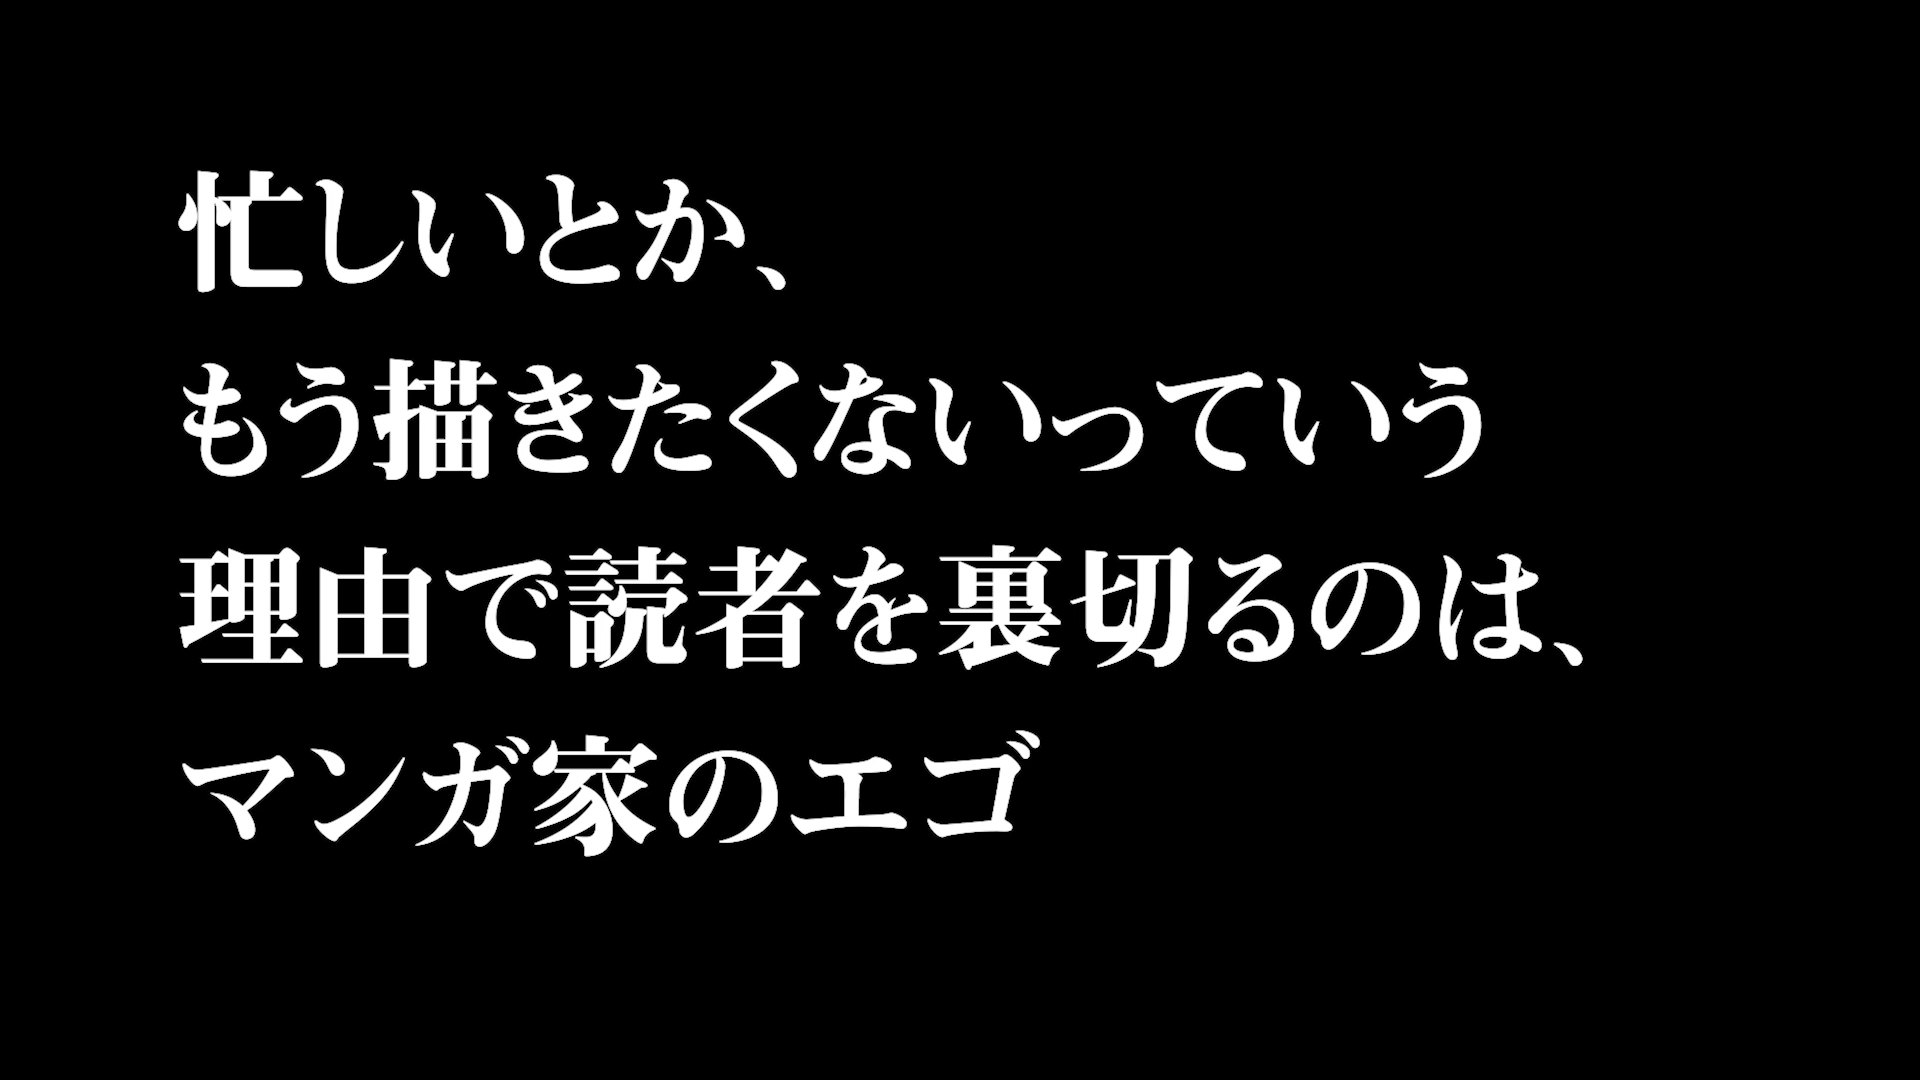 忙しいとか、
もう描きたくないっていう
理由で読者を裏切るのは、
マンガ家のエゴ